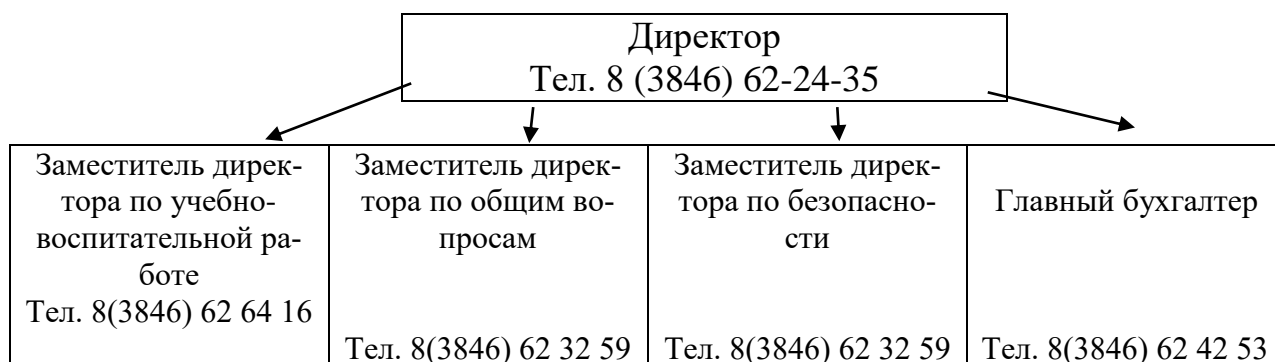 Директор
Тел. 8 (3846) 62-24-35
Заместитель дирек-
тора по учебно-
воспитательной ра-
боте
Тел. 8(3846) 62 64 16
Заместитель дирек-
тора по общим во-
просам
Тел. 8(3846) 62 32 59
Заместитель дирек-
тора по безопасно-
сти
Тел. 8(3846) 62 32 59
Главный бухгалтер
Тел. 8(3846) 62 42 53